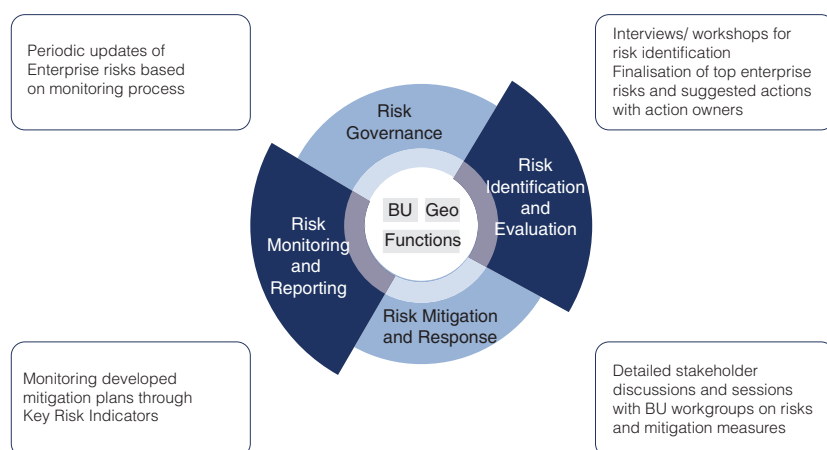 Periodic updates of
Enterprise risks based
on monitoring process
Interviews/ workshops for
risk identification
Finalisation of top enterprise
risks and suggested actions
with action owners
Risk
Governance
Risk
Identification
and
Evaluation
BU Geo
Functions
Risk
Monitoring
and
Reporting
Risk Mitigation
and Response
Monitoring developed
mitigation plans through
Key Risk Indicators
Detailed stakeholder
discussions and sessions
with BU workgroups on risks
and mitigation measures